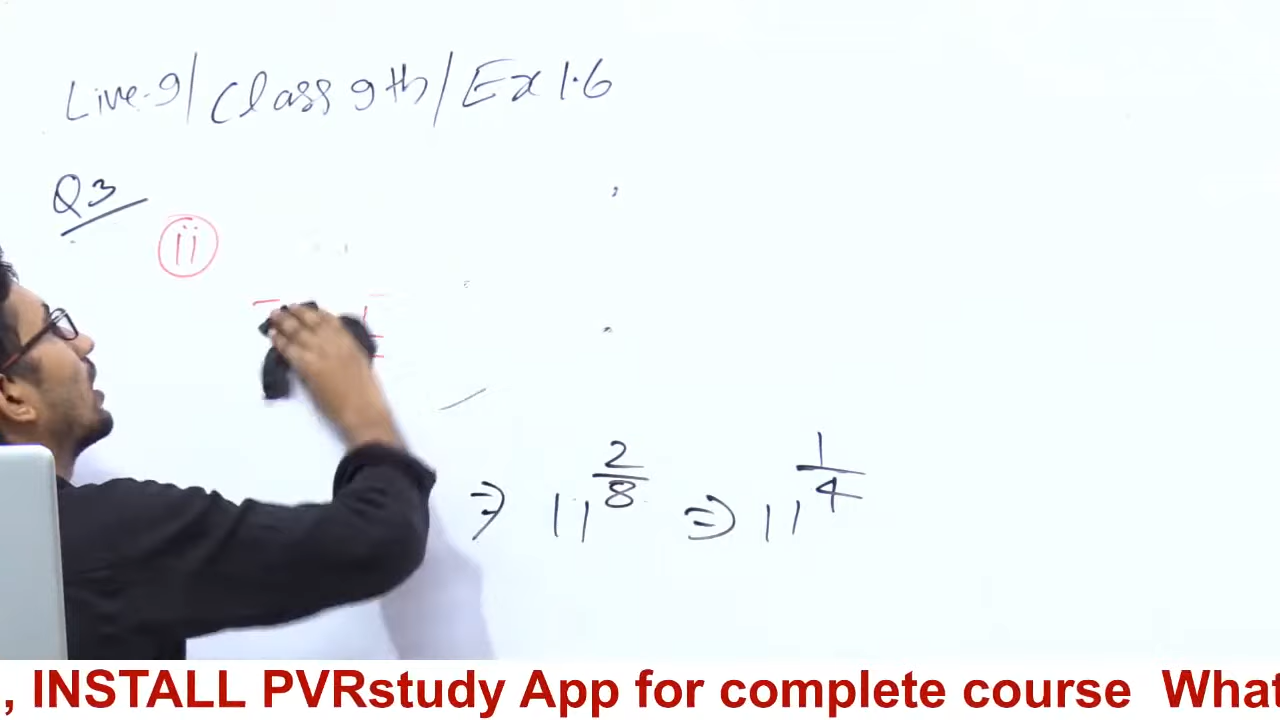 Live-9/Class 9th/Ex 1.6
Q3
ii
⇒ 11^(2/8) ⇒ 11^(1/4)
, INSTALL PVRstudy App for complete course What